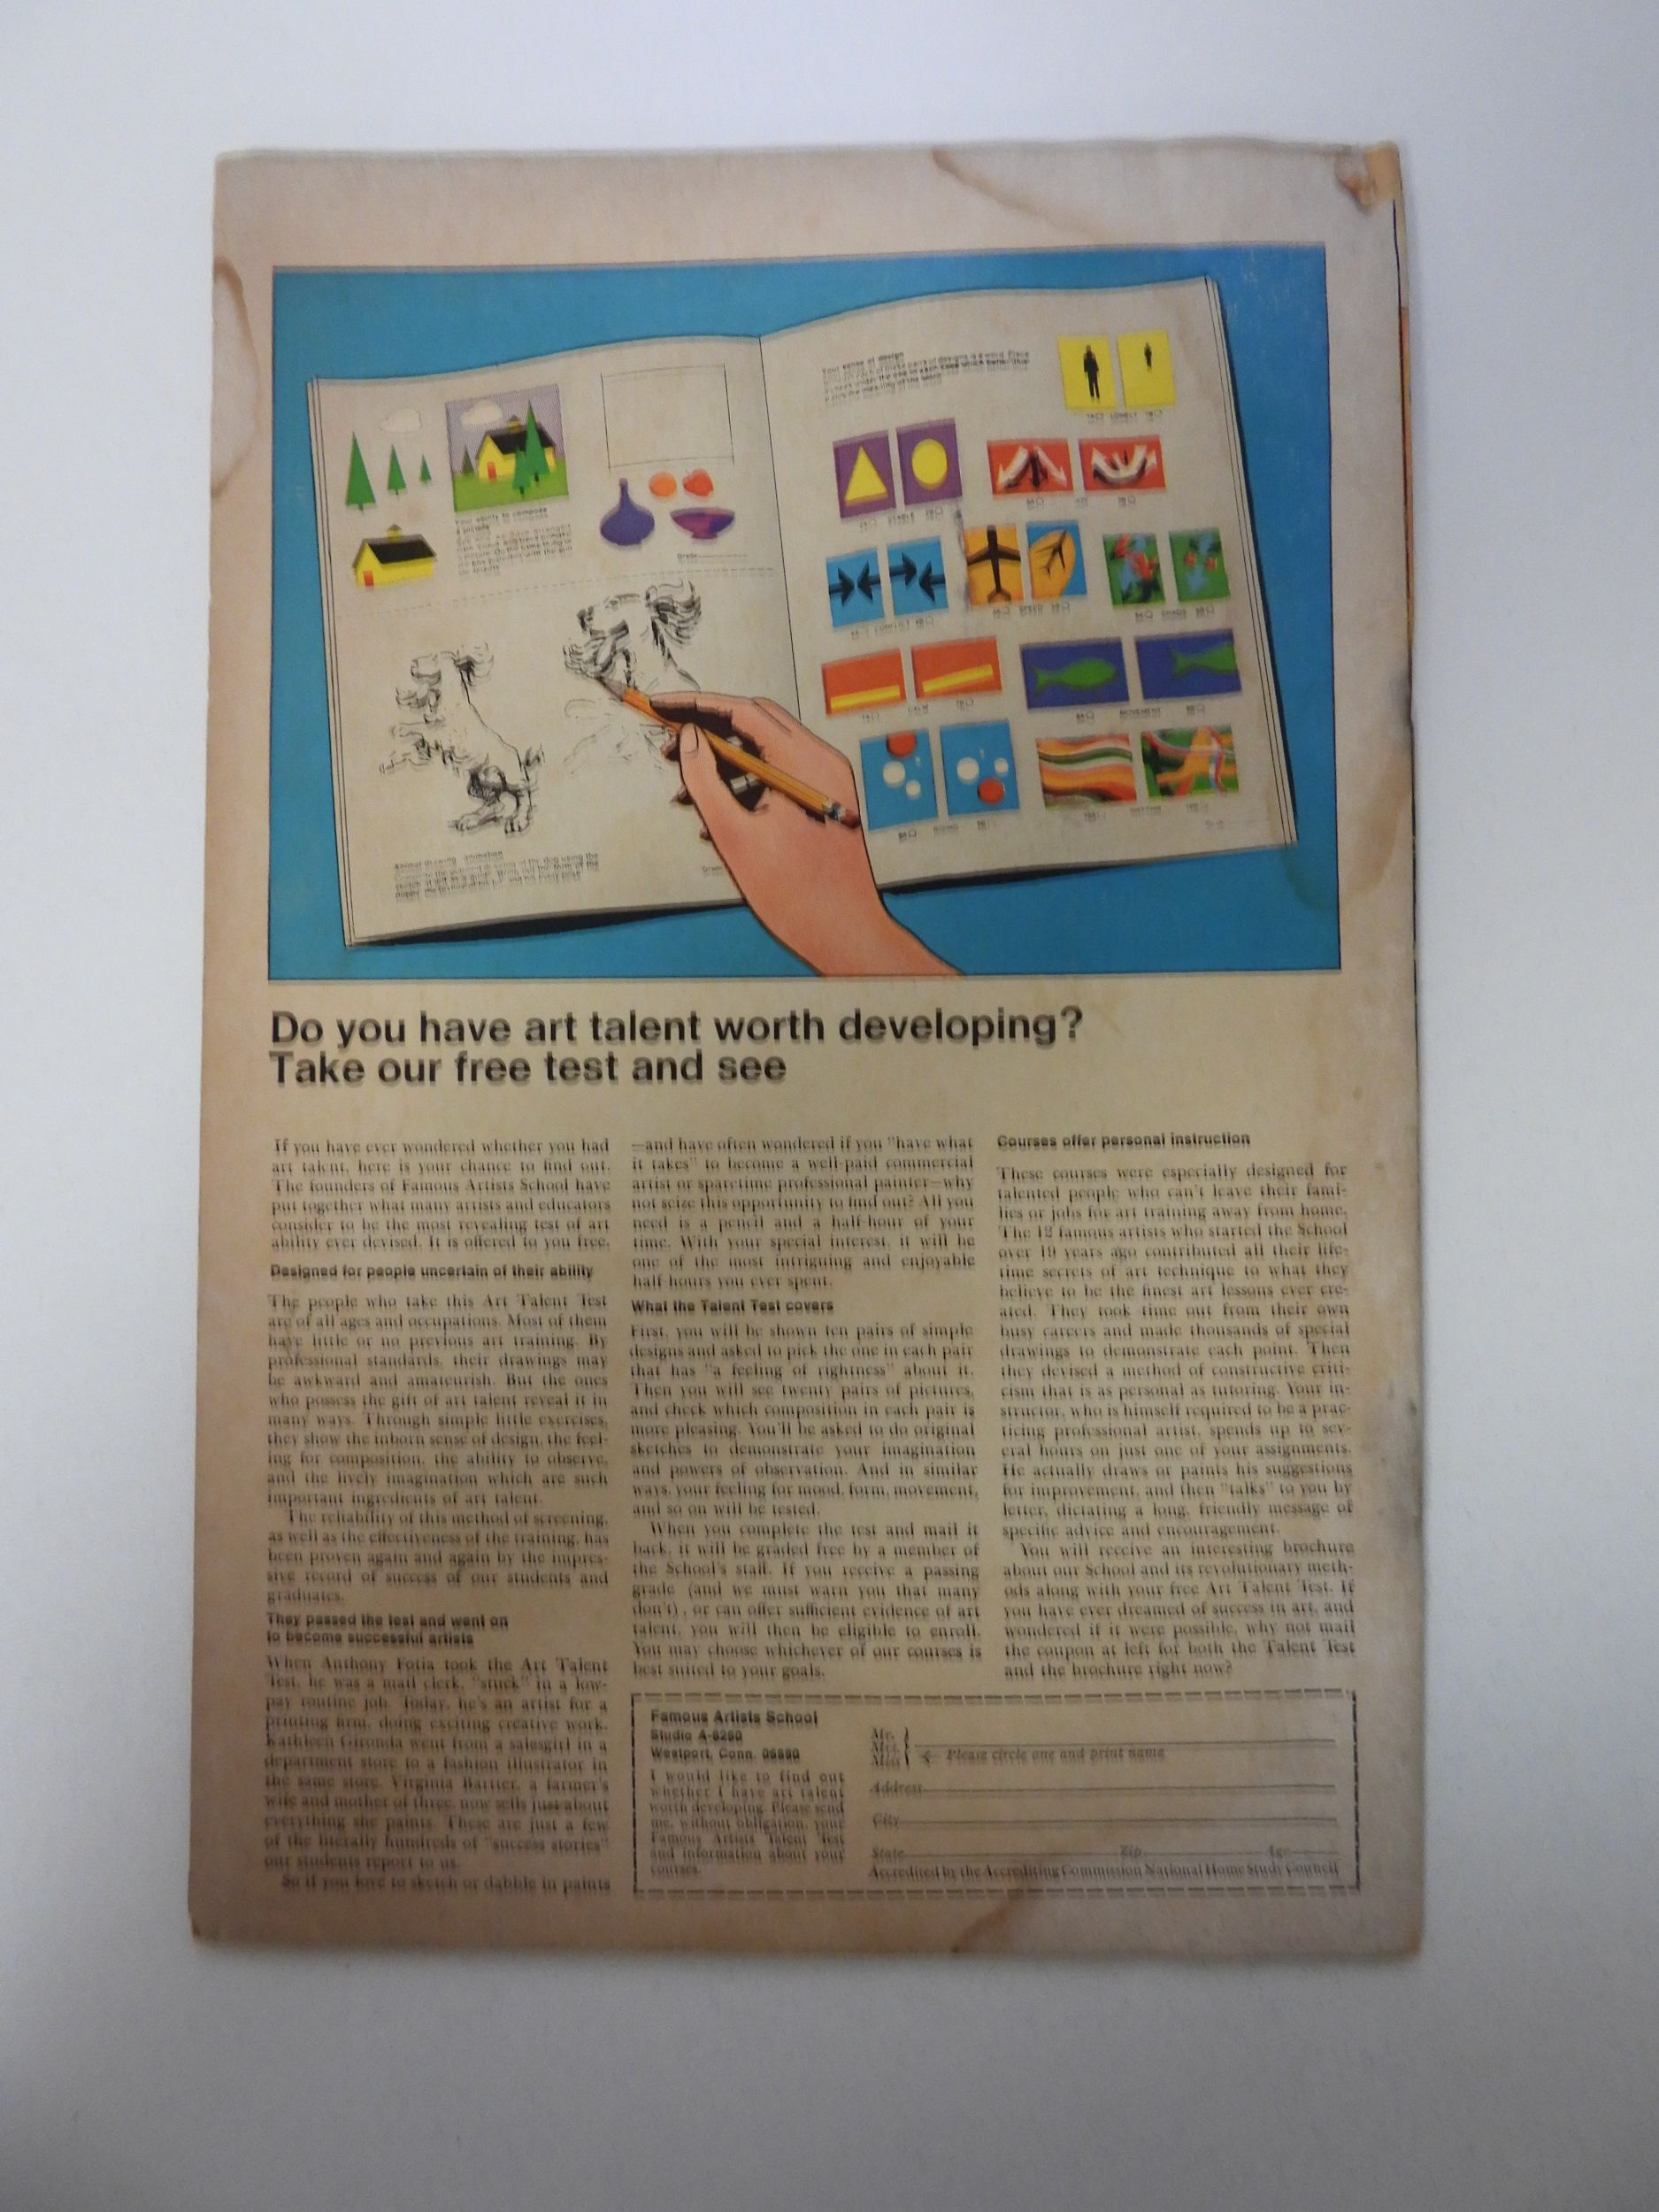 Your sense of design
LONELY
Your ability to compose
a picture
Do you have art talent worth developing?
Take our free test and see
If you have ever wondered whether you had
art talent, here is your chance to find out.
The founders of Famous Artists School have
put together what many artists and educators
consider to be the most revealing test of art
ability ever devised. It is offered to you free.
Designed for people uncertain of their ability
The people who take this Art Talent Test
are of all ages and occupations. Most of them
have little or no previous art training. By
professional standards, their drawings may
be awkward and amateurish. But the ones
who possess the gift of art talent reveal it in
many ways. Through simple little exercises,
they show the inborn sense of design, the feel-
ing for composition, the ability to observe,
and the lively imagination which are such
important ingredients of art talent.
The reliability of this method of screening,
as well as the effectiveness of the training, has
been proven again and again by the impres-
sive record of success of our students and
graduates.
They passed the test and went on
to become successful artists
When Anthony Fotia took the Art Talent
Test, he was a mail clerk, "stuck" in a low-
pay routine job. Today, he's an artist for a
printing firm, doing exciting creative work.
Kathleen Gironda went from a salesgirl in a
department store to a fashion illustrator in
the same store. Virginia Bartter, a farmer's
wife and mother of three, now sells just about
everything she paints. These are just a few
of the literally hundreds of "success stories"
our students report to us.
So if you love to sketch or dabble in paints
—and have often wondered if you "have what
it takes" to become a well-paid commercial
artist or sparetime professional painter—why
not seize this opportunity to find out? All you
need is a pencil and a half-hour of your
time. With your special interest, it will be
one of the most intriguing and enjoyable
half-hours you ever spent.
What the Talent Test covers
First, you will be shown ten pairs of simple
designs and asked to pick the one in each pair
that has "a feeling of rightness" about it.
Then you will see twenty pairs of pictures,
and check which composition in each pair is
more pleasing. You'll be asked to do original
sketches to demonstrate your imagination
and powers of observation. And in similar
ways, your feeling for mood, form, movement,
and so on will be tested.
When you complete the test and mail it
back, it will be graded free by a member of
the School's staff. If you receive a passing
grade (and we must warn you that many
don't), or can offer sufficient evidence of art
talent, you will then be eligible to enroll.
You may choose whichever of our courses is
best suited to your goals.
Courses offer personal instruction
These courses were especially designed for
talented people who can't leave their fami-
lies or jobs for art training away from home.
The 12 famous artists who started the School
over 19 years ago contributed all their life-
time secrets of art technique to what they
believe to be the finest art lessons ever cre-
ated. They took time out from their own
busy careers and made thousands of special
drawings to demonstrate each point. Then
they devised a method of constructive criti-
cism that is as personal as tutoring. Your in-
structor, who is himself required to be a prac-
ticing professional artist, spends up to sev-
eral hours on just one of your assignments.
He actually draws or paints his suggestions
for improvement, and then "talks" to you by
letter, dictating a long, friendly message of
specific advice and encouragement.
You will receive an interesting brochure
about our School and its revolutionary meth-
ods along with your free Art Talent Test. If
you have ever dreamed of success in art, and
wondered if it were possible, why not mail
the coupon at left for both the Talent Test
and the brochure right now?
Famous Artists School
Studio A-6260
Westport, Conn. 06880
I would like to find out
whether I have art talent
worth developing. Please send
me, without obligation, your
Famous Artists Talent Test
and information about your
courses.
Mr.
Mrs.
Miss
Please circle one and print name
Address
City
State Zip Age
Accredited by the Accrediting Commission National Home Study Council